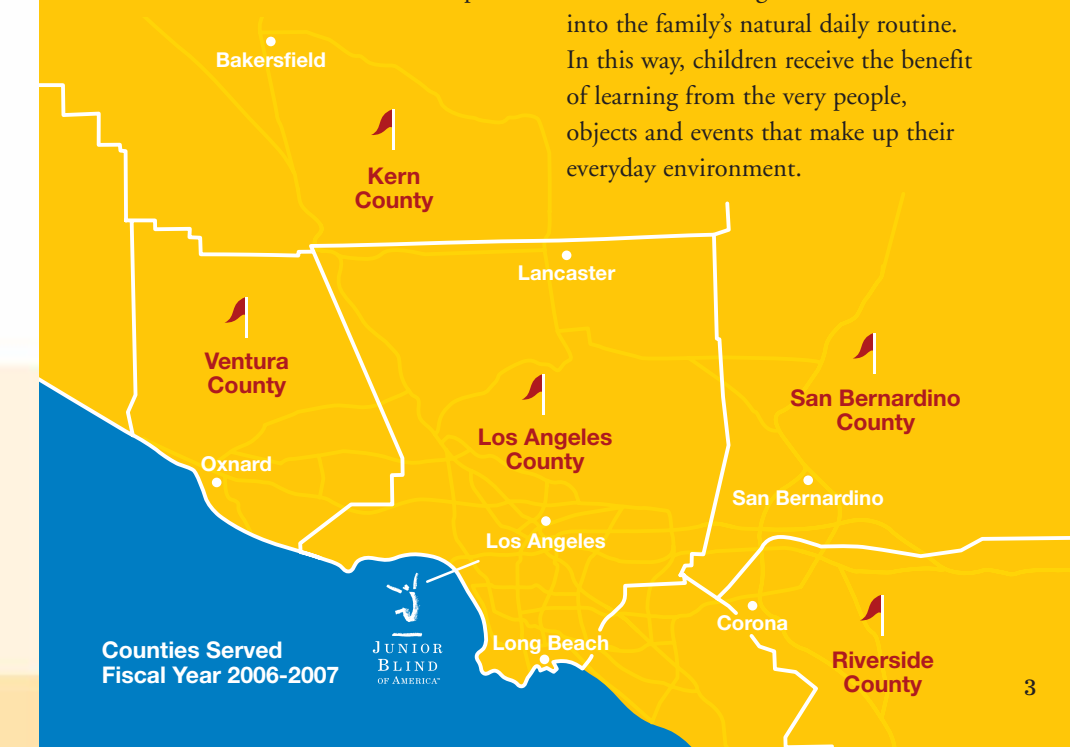 into the family’s natural daily routine.
In this way, children receive the benefit
of learning from the very people,
objects and events that make up their
everyday environment.
Bakersfield
Kern
County
Lancaster
Ventura
County
San Bernardino
County
Los Angeles
County
Oxnard
San Bernardino
Los Angeles
Corona
Long Beach
Counties Served
Fiscal Year 2006-2007
JUNIOR
BLIND
OF AMERICA™
Riverside
County
3